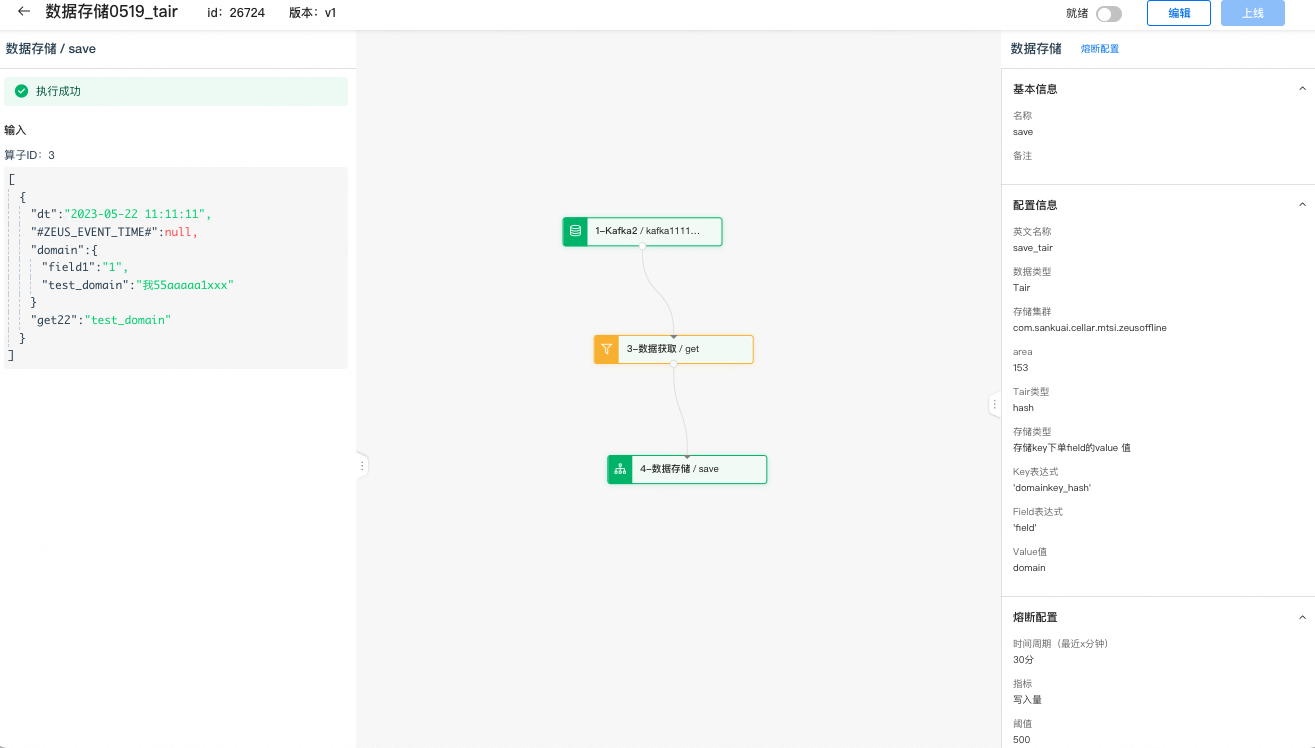 数据存储0519_tair id：26724 版本：v1 就绪 编辑 上线
数据存储 / save
执行成功
输入
算子ID：3
[
{
"dt":"2023-05-22 11:11:11",
"#ZEUS_EVENT_TIME#":null,
"domain":{
"field1":"1",
"test_domain":"我55aaaaa1xxx"
}
"get22":"test_domain"
}
]
1-Kafka2 / kafka1111...
3-数据获取 / get
4-数据存储 / save
数据存储 熔断配置
基本信息
名称
save
备注
配置信息
英文名称
save_tair
数据类型
Tair
存储集群
com.sankuai.cellar.mtsi.zeusoffline
area
153
Tair类型
hash
存储类型
存储key下单field的value 值
Key表达式
'domainkey_hash'
Field表达式
'field'
Value值
domain
熔断配置
时间周期（最近x分钟）
30分
指标
写入量
阈值
500